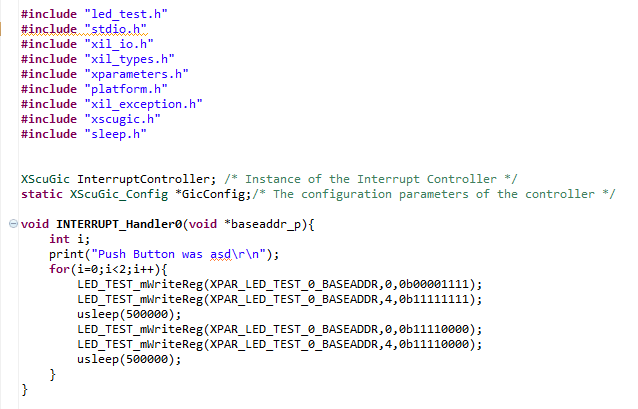 #include "led_test.h"
#include "stdio.h"
#include "xil_io.h"
#include "xil_types.h"
#include "xparameters.h"
#include "platform.h"
#include "xil_exception.h"
#include "xscugic.h"
#include "sleep.h"
XScuGic InterruptController; /* Instance of the Interrupt Controller */
static XScuGic_Config *GicConfig;/* The configuration parameters of the controller */
void INTERRUPT_Handler0(void *baseaddr_p){
    int i;
    print("Push Button was asd\r\n");
    for(i=0;i<2;i++){
        LED_TEST_mWriteReg(XPAR_LED_TEST_0_BASEADDR,0,0b00001111);
        LED_TEST_mWriteReg(XPAR_LED_TEST_0_BASEADDR,4,0b11111111);
        usleep(500000);
        LED_TEST_mWriteReg(XPAR_LED_TEST_0_BASEADDR,0,0b11110000);
        LED_TEST_mWriteReg(XPAR_LED_TEST_0_BASEADDR,4,0b11110000);
        usleep(500000);
    }
}